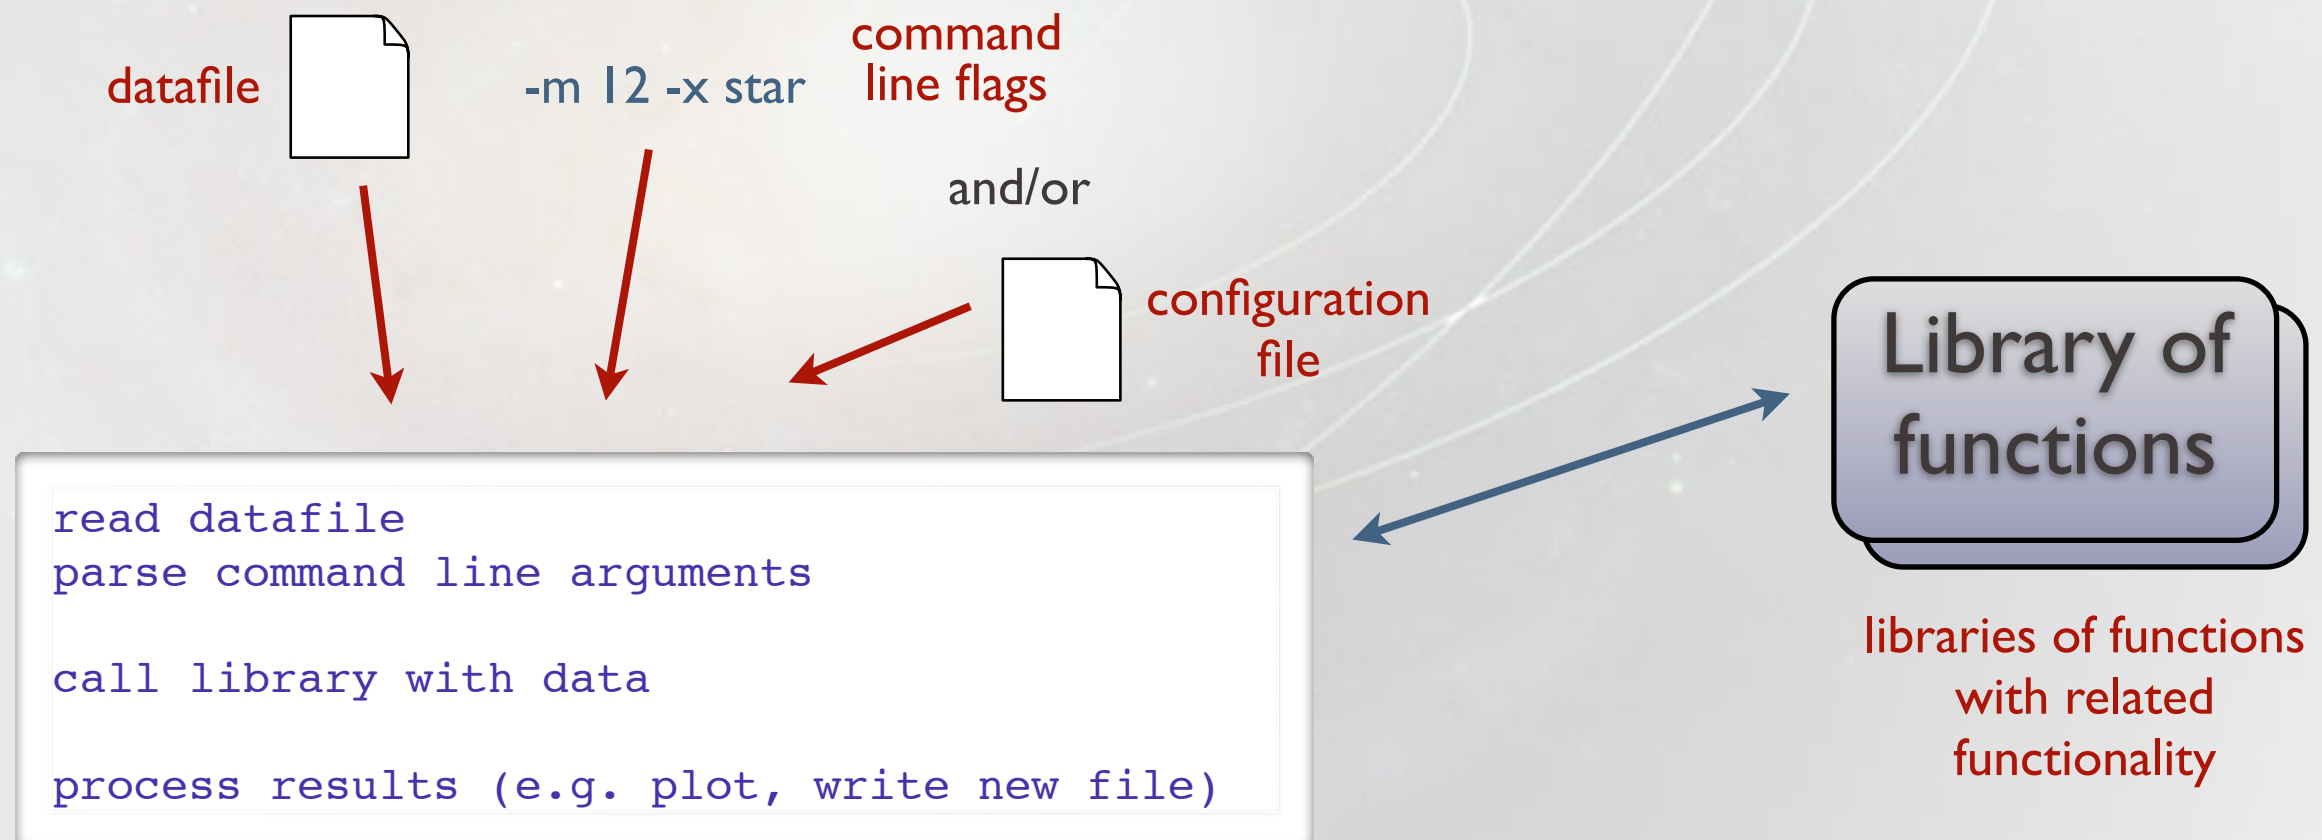 command
line flags
datafile
-m 12 -x star
and/or
configuration
file
Library of
functions
read datafile
parse command line arguments
call library with data
process results (e.g. plot, write new file)
libraries of functions
with related
functionality